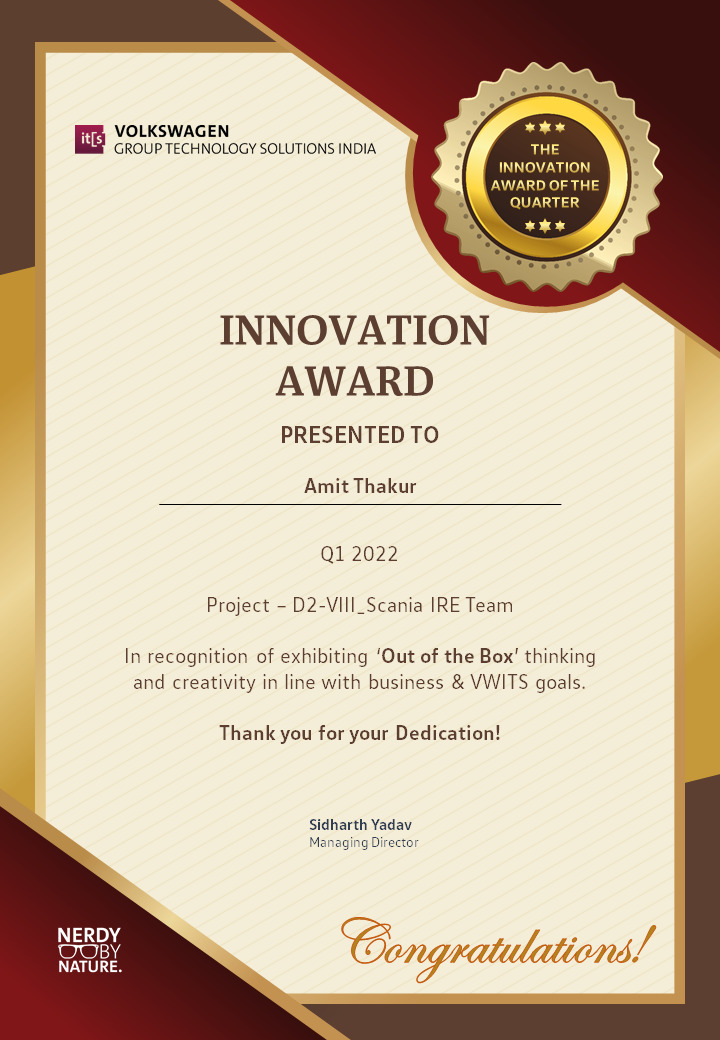 it[s
VOLKSWAGEN
GROUP TECHNOLOGY SOLUTIONS INDIA
THE
INNOVATION
AWARD OF THE
QUARTER
INNOVATION
AWARD
PRESENTED TO
Amit Thakur
Q1 2022
Project – D2-VIII_Scania IRE Team
In recognition of exhibiting ‘Out of the Box’ thinking
and creativity in line with business & VWITS goals.
Thank you for your Dedication!
Sidharth Yadav
Managing Director
NERDY
BY
NATURE.
Congratulations!